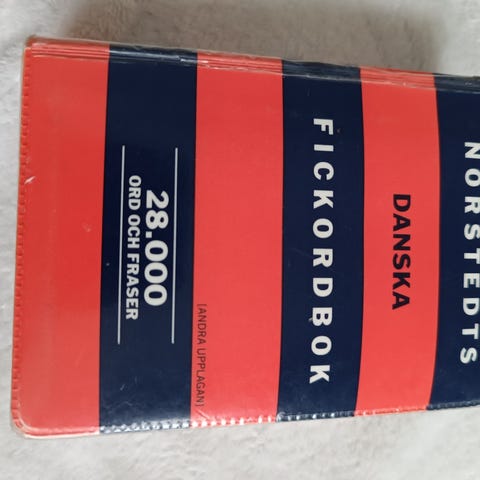 NORSTEDTS
DANSKA
FICKORDBOK
[ANDRA UPPLAGAN]
28.000
ORD OCH FRASER